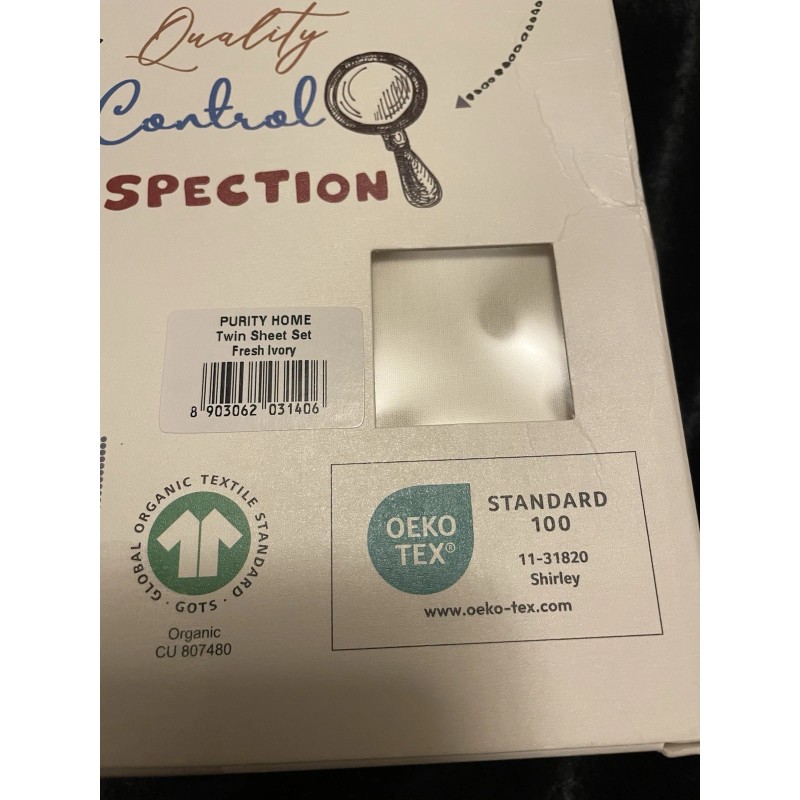 Quality
Control
SPECTION
PURITY HOME
Twin Sheet Set
Fresh Ivory
8 903062 031406
GLOBAL ORGANIC TEXTILE STANDARD
· GOTS ·
Organic
CU 807480
OEKO
TEX®
STANDARD
100
11-31820
Shirley
www.oeko-tex.com